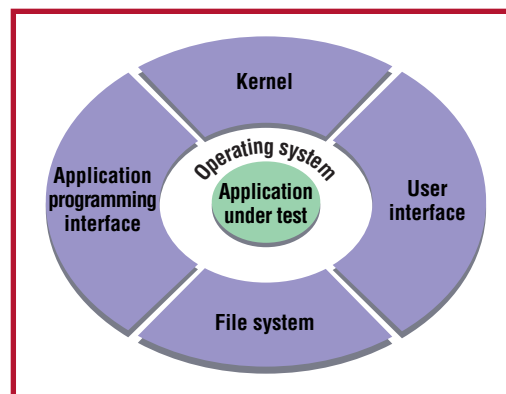 Kernel
Operating system
Application
programming
interface
Application
under test
User
interface
File system